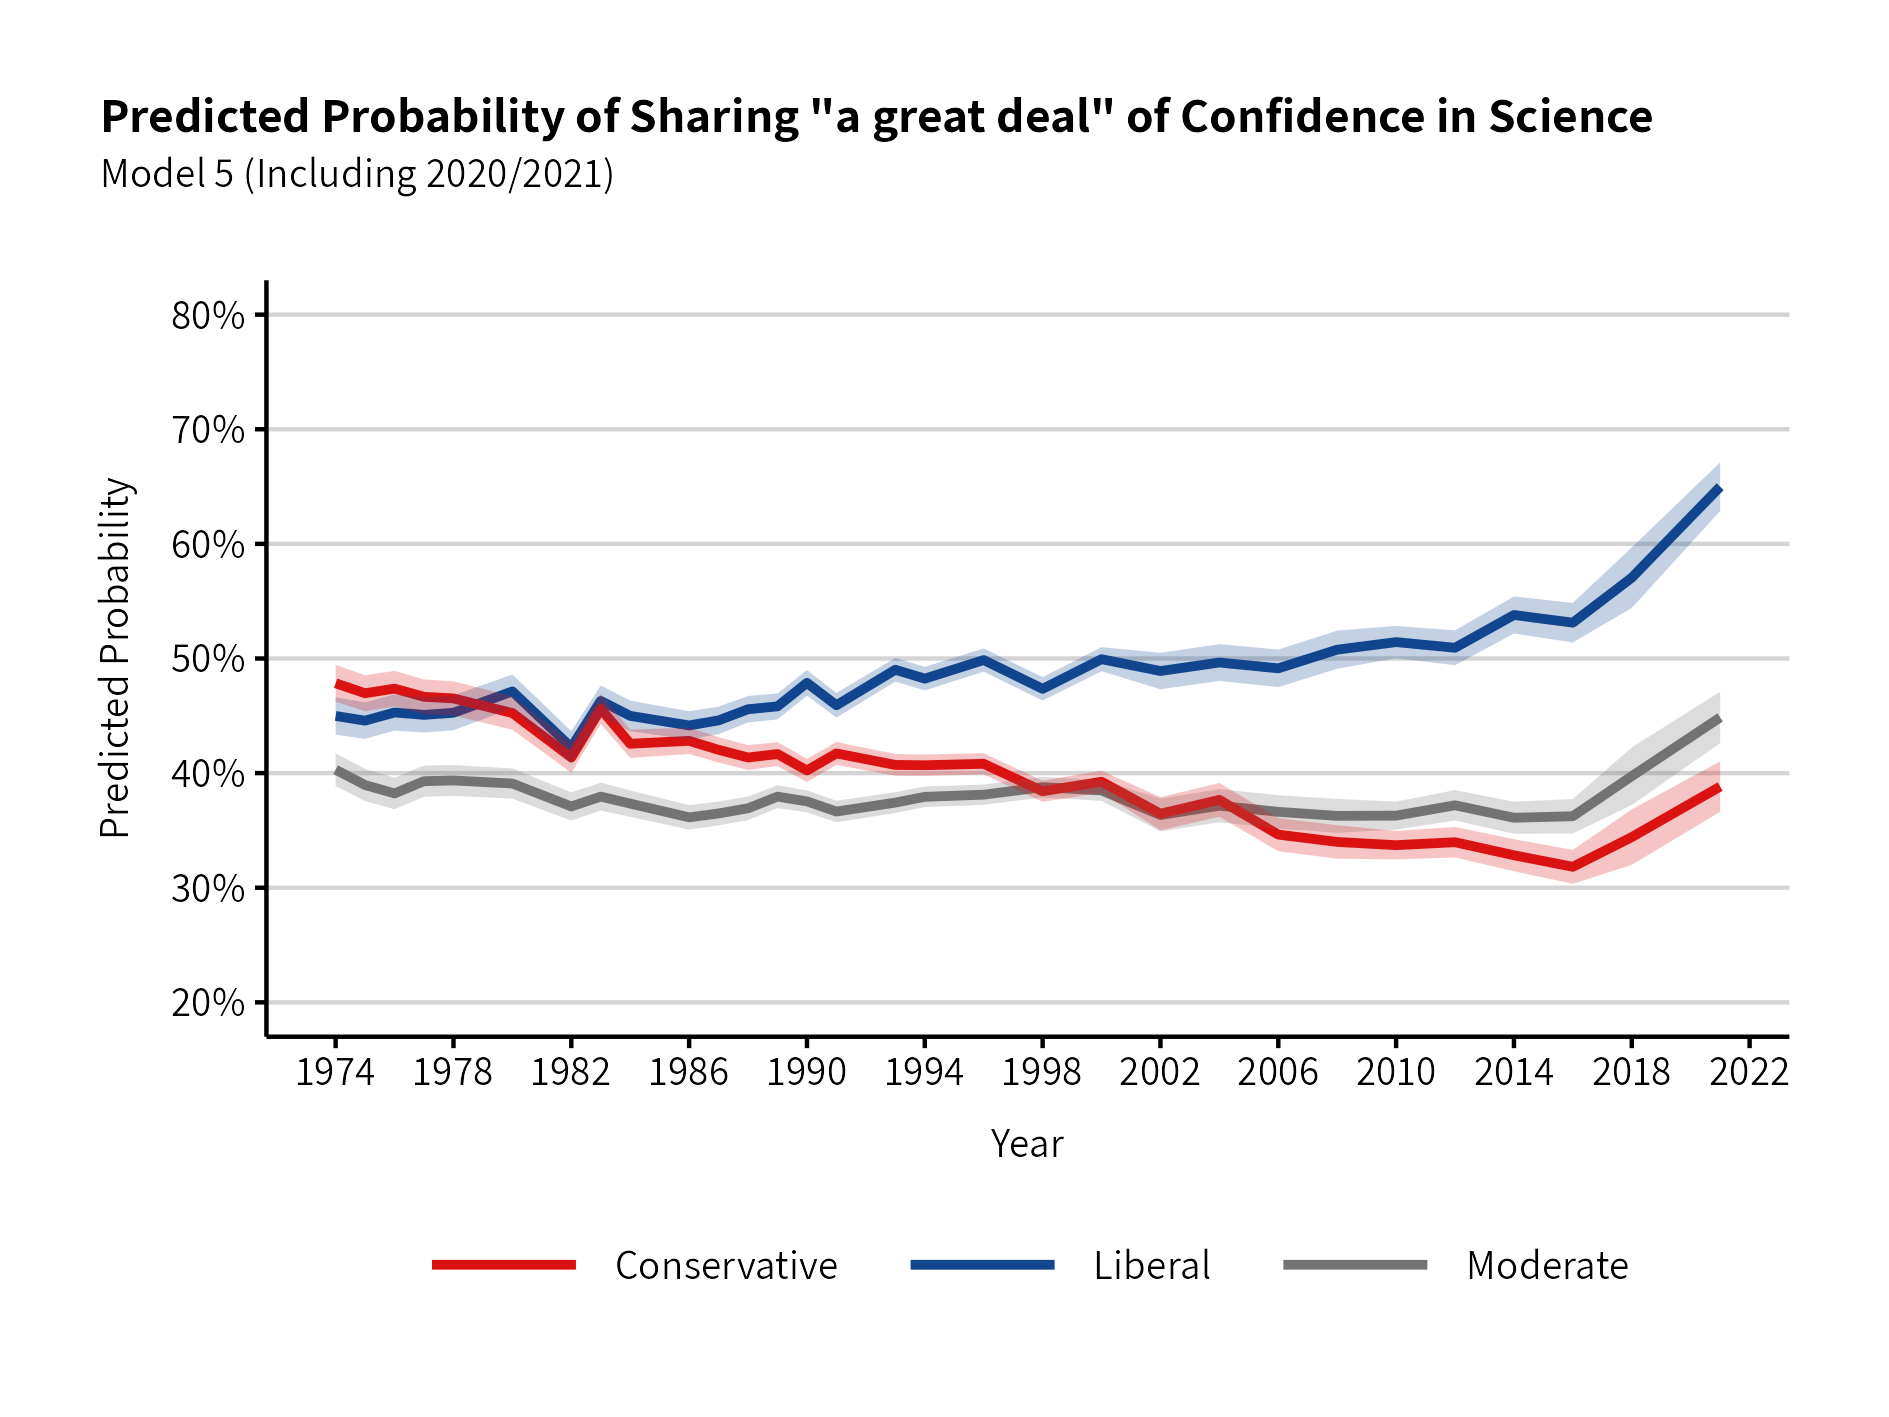 Predicted Probability of Sharing "a great deal" of Confidence in Science
Model 5 (Including 2020/2021)
Predicted Probability
80%
70%
60%
50%
40%
30%
20%
1974 1978 1982 1986 1990 1994 1998 2002 2006 2010 2014 2018 2022
Year
Conservative Liberal Moderate